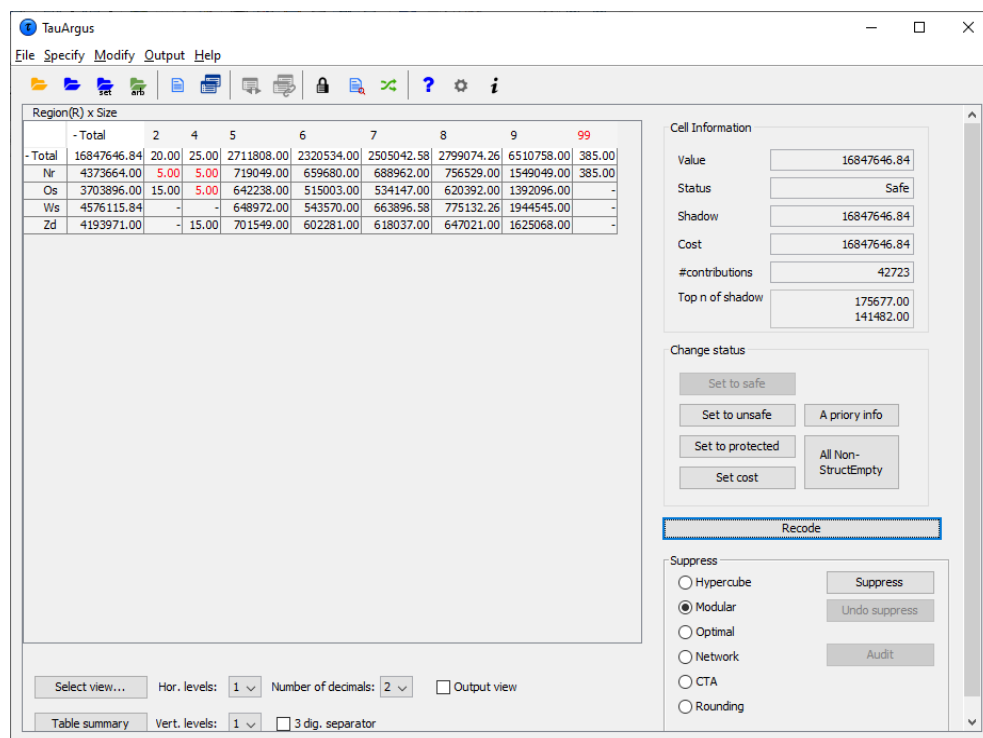 TauArgus
File Specify Modify Output Help
set arb ? i
Region(R) x Size
- Total 2 4 5 6 7 8 9 99
- Total 16847646.84 20.00 25.00 2711808.00 2320534.00 2505042.58 2799074.26 6510758.00 385.00
Nr 4373664.00 5.00 5.00 719049.00 659680.00 688962.00 756529.00 1549049.00 385.00
Os 3703896.00 15.00 5.00 642238.00 515003.00 534147.00 620392.00 1392096.00 -
Ws 4576115.84 - - 648972.00 543570.00 663896.58 775132.26 1944545.00 -
Zd 4193971.00 - 15.00 701549.00 602281.00 618037.00 647021.00 1625068.00 -
Cell Information
Value 16847646.84
Status Safe
Shadow 16847646.84
Cost 16847646.84
#contributions 42723
Top n of shadow 175677.00
141482.00
Change status
Set to safe
Set to unsafe A priory info
Set to protected All Non-
StructEmpty
Set cost
Recode
Suppress
Hypercube Suppress
Modular Undo suppress
Optimal
Network Audit
CTA
Rounding
Select view... Hor. levels: 1 Number of decimals: 2 Output view
Table summary Vert. levels: 1 3 dig. separator